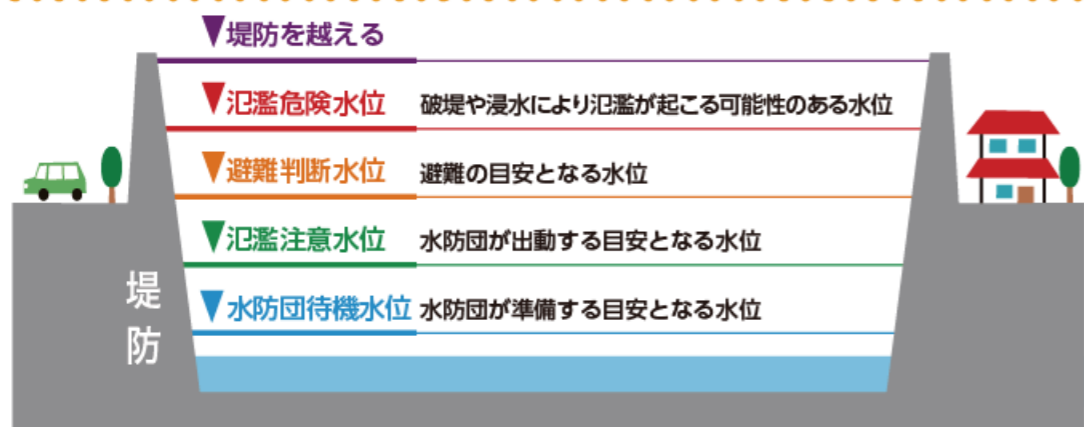 ▼堤防を越える
▼氾濫危険水位 破堤や浸水により氾濫が起こる可能性のある水位
▼避難判断水位 避難の目安となる水位
▼氾濫注意水位 水防団が出動する目安となる水位
▼水防団待機水位 水防団が準備する目安となる水位
堤防